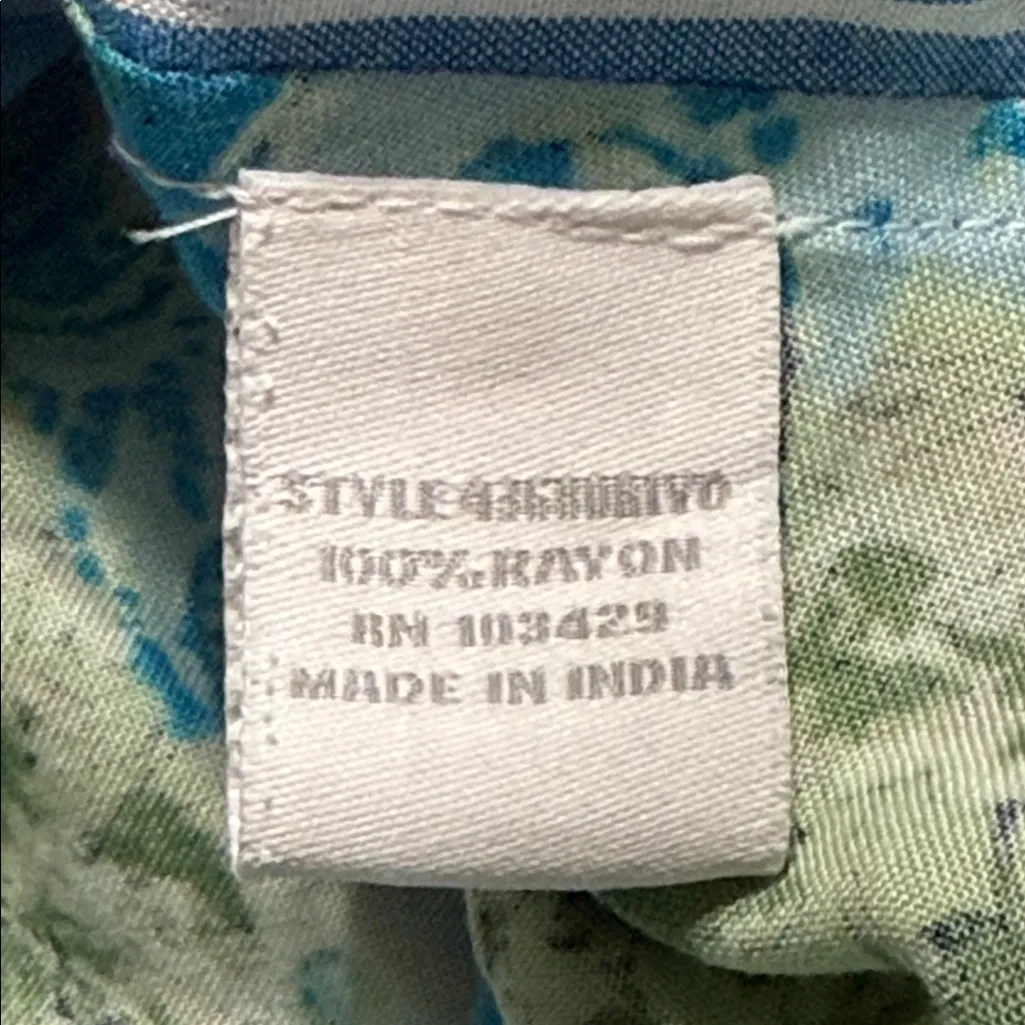 STYLE
100% RAYON
RN 103429
MADE IN INDIA